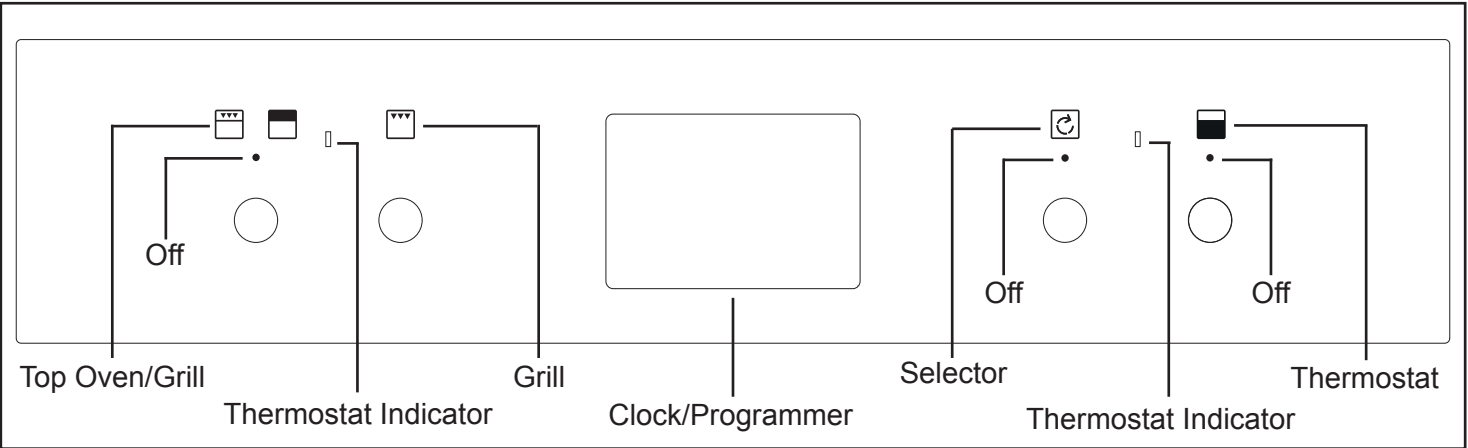 Off
Off
Off
Top Oven/Grill
Thermostat Indicator
Grill
Clock/Programmer
Selector
Thermostat Indicator
Thermostat